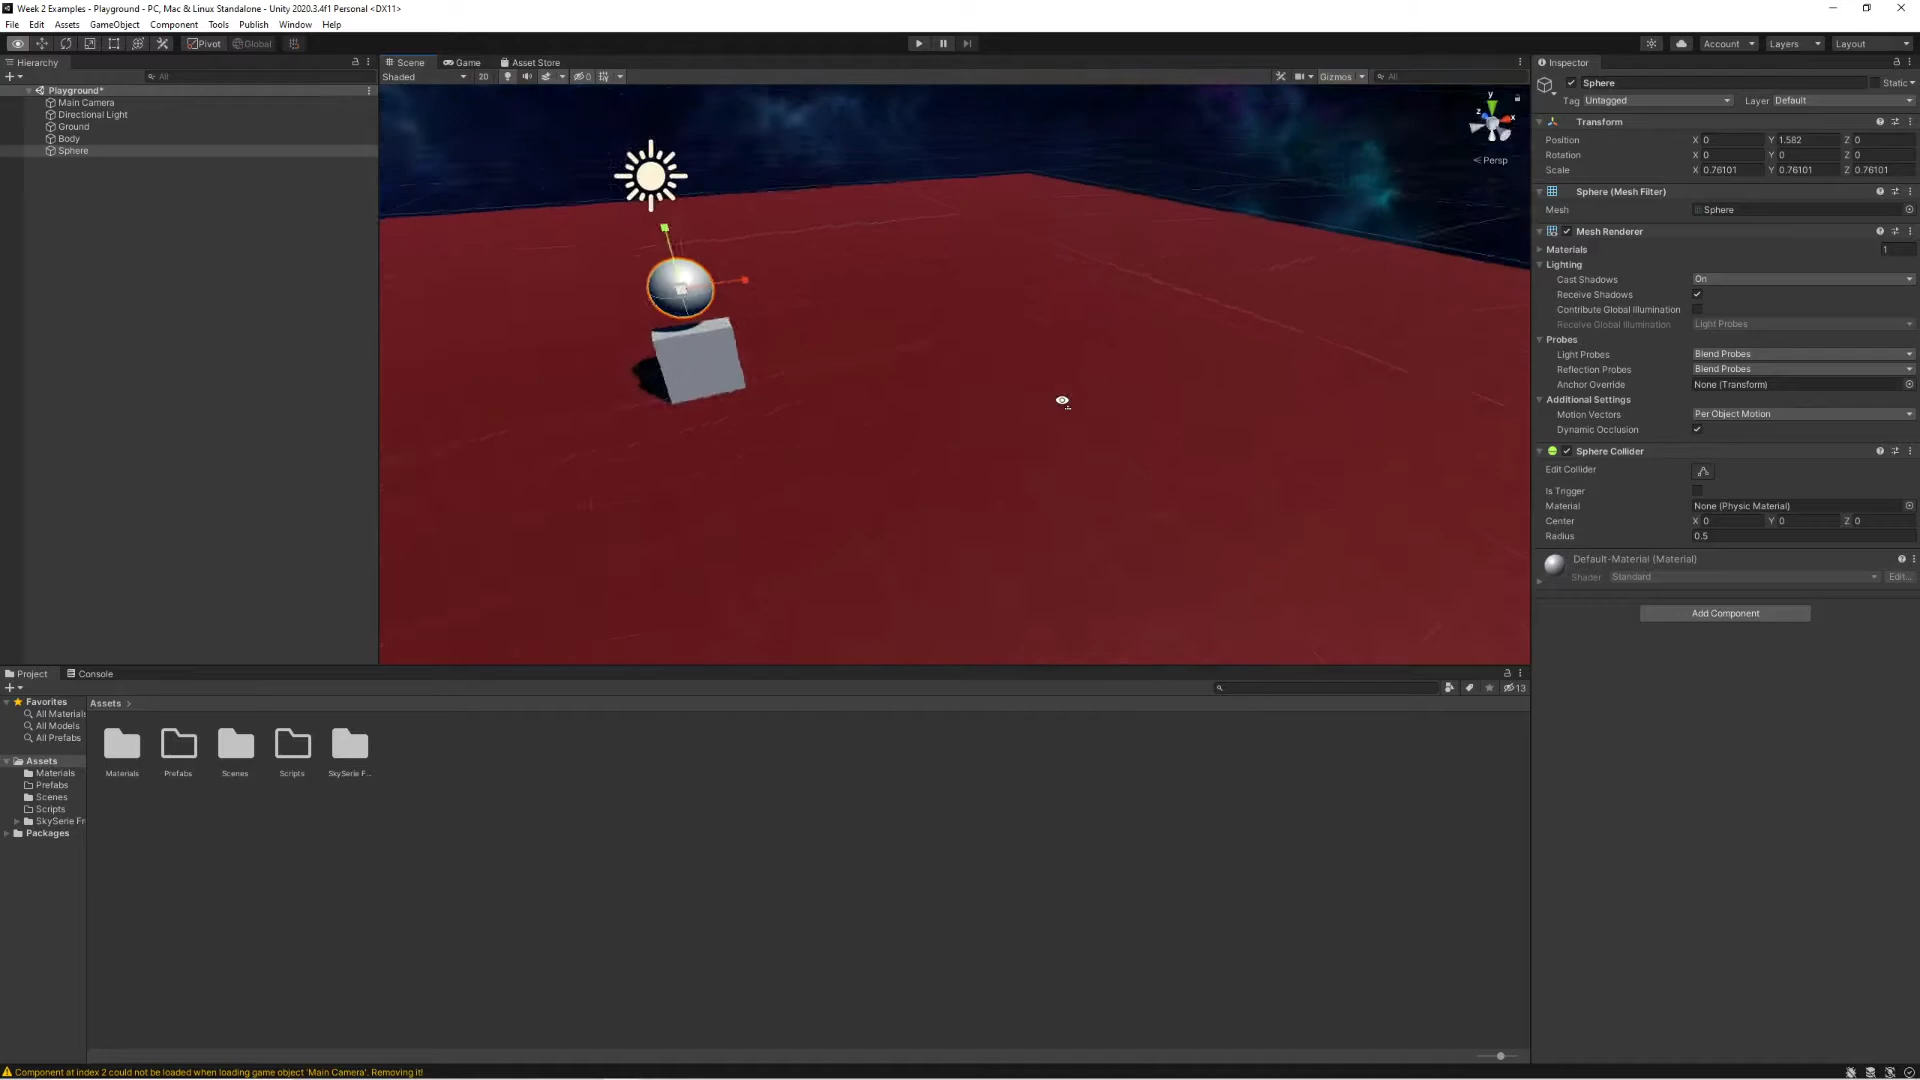 Week 2 Examples - Playground - PC, Mac & Linux Standalone - Unity 2020.3.4f1 Personal <DX11>
File Edit Assets GameObject Component Tools Publish Window Help
Pivot Global Account Layers Layout
Hierarchy
All
Playground*
Main Camera
Directional Light
Ground
Body
Sphere
Scene Game Asset Store
Shaded 2D 0 Gizmos All
y
z x
< Persp
Inspector
Sphere Static
Tag Untagged Layer Default
Transform
Position X 0 Y 1.582 Z 0
Rotation X 0 Y 0 Z 0
Scale X 0.76101 Y 0.76101 Z 0.76101
Sphere (Mesh Filter)
Mesh Sphere
Mesh Renderer
Materials 1
Lighting
Cast Shadows On
Receive Shadows
Contribute Global Illumination
Receive Global Illumination Light Probes
Probes
Light Probes Blend Probes
Reflection Probes Blend Probes
Anchor Override None (Transform)
Additional Settings
Motion Vectors Per Object Motion
Dynamic Occlusion
Sphere Collider
Edit Collider
Is Trigger
Material None (Physic Material)
Center X 0 Y 0 Z 0
Radius 0.5
Default-Material (Material)
Shader Standard Edit...
Add Component
Project Console
13
Favorites
All Materials
All Models
All Prefabs
Assets
Materials
Prefabs
Scenes
Scripts
SkySerie Fr
Packages
Assets >
Materials Prefabs Scenes Scripts SkySerie F...
Component at index 2 could not be loaded when loading game object 'Main Camera'. Removing it!